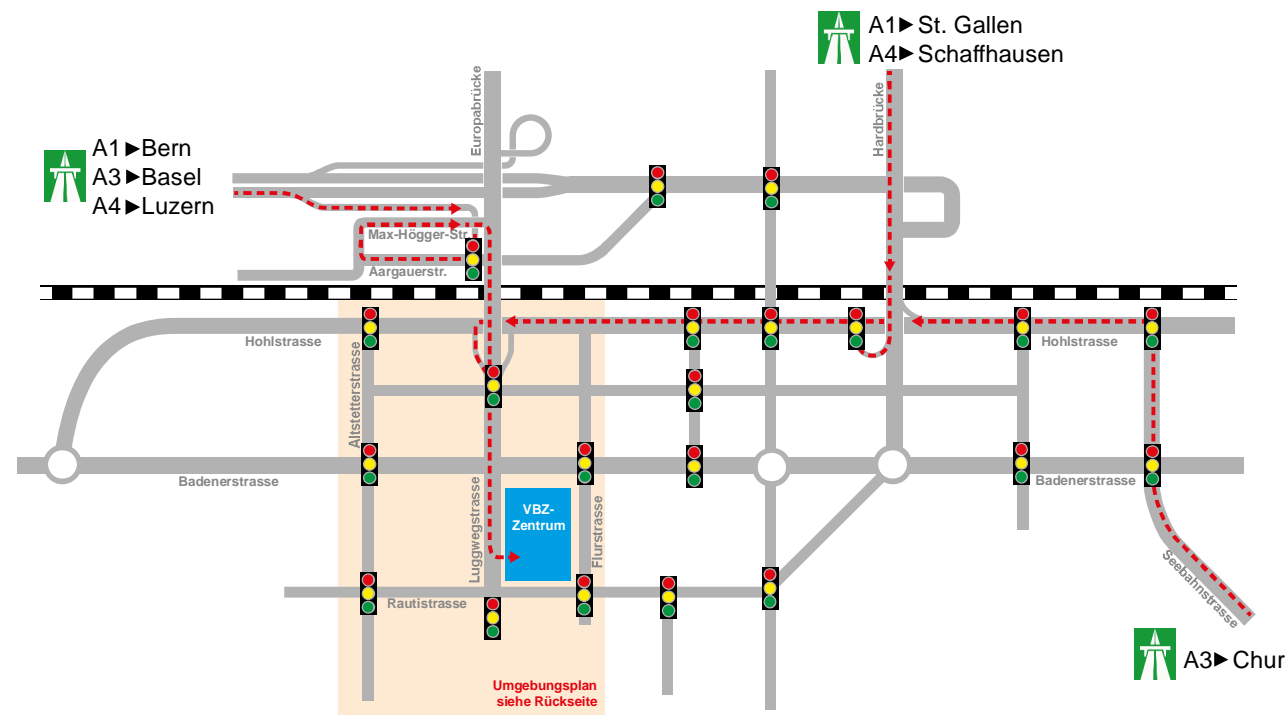 A1►St. Gallen
A4►Schaffhausen
Europabrücke
Hardbrücke
A1►Bern
A3►Basel
A4►Luzern
Max-Högger-Str.
Aargauerstr.
Hohlstrasse
Hohlstrasse
Altstetterstrasse
Badenerstrasse
Badenerstrasse
Luggwegstrasse
VBZ-
Zentrum
Flurstrasse
Seebahnstrasse
Rautistrasse
A3►Chur
Umgebungsplan
siehe Rückseite